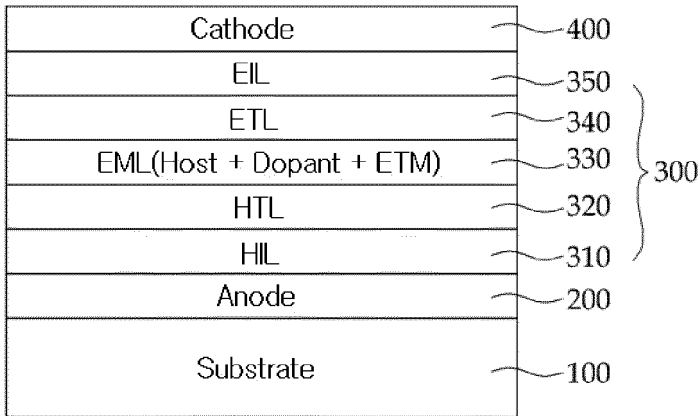 Cathode 400
EIL 350
ETL 340
EML(Host + Dopant + ETM) 330
300
HTL 320
HIL 310
Anode 200
Substrate 100